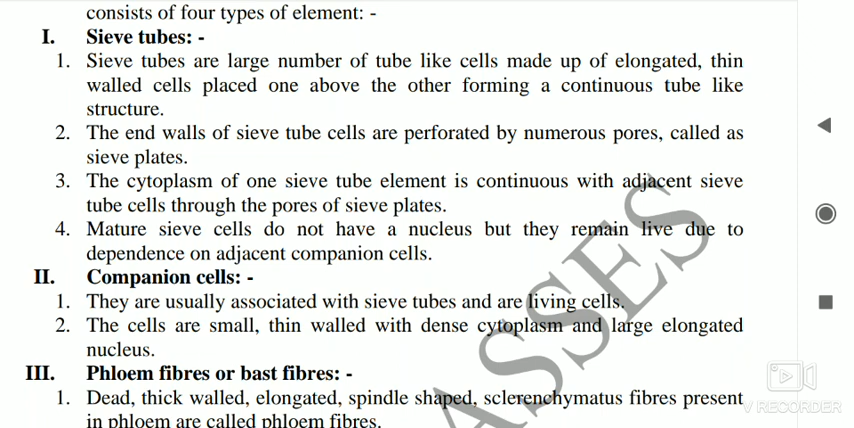 consists of four types of element: -
I. Sieve tubes: -
1. Sieve tubes are large number of tube like cells made up of elongated, thin
walled cells placed one above the other forming a continuous tube like
structure.
2. The end walls of sieve tube cells are perforated by numerous pores, called as
sieve plates.
3. The cytoplasm of one sieve tube element is continuous with adjacent sieve
tube cells through the pores of sieve plates.
4. Mature sieve cells do not have a nucleus but they remain live due to
dependence on adjacent companion cells.
II. Companion cells: -
1. They are usually associated with sieve tubes and are living cells.
2. The cells are small, thin walled with dense cytoplasm and large elongated
nucleus.
III. Phloem fibres or bast fibres: -
1. Dead, thick walled, elongated, spindle shaped, sclerenchymatus fibres present
in phloem are called phloem fibres.
ASSES
V RECORDER